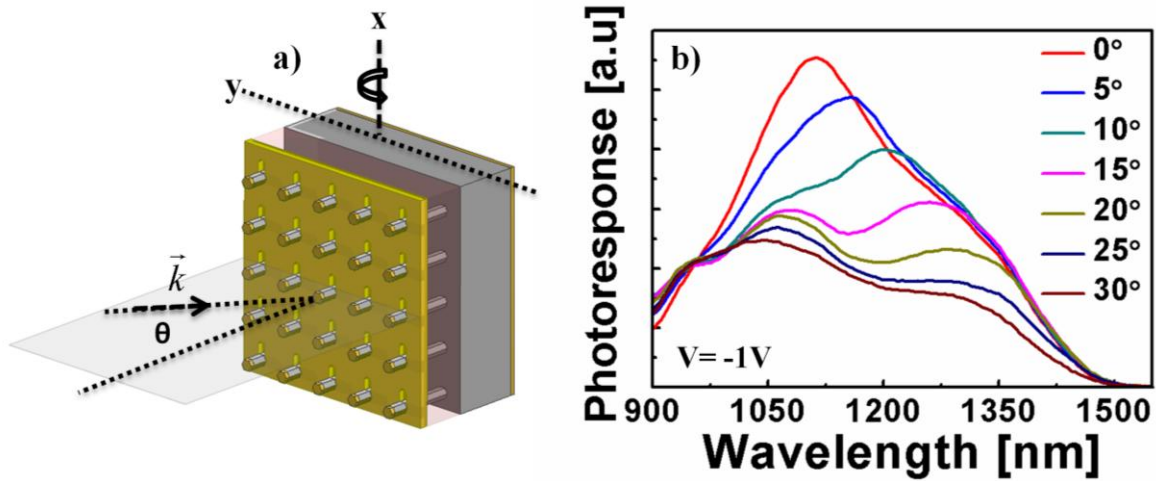 a)
x
y
k
θ
b)
Photoresponse [a.u]
0°
5°
10°
15°
20°
25°
30°
V= -1V
900 1050 1200 1350 1500
Wavelength [nm]